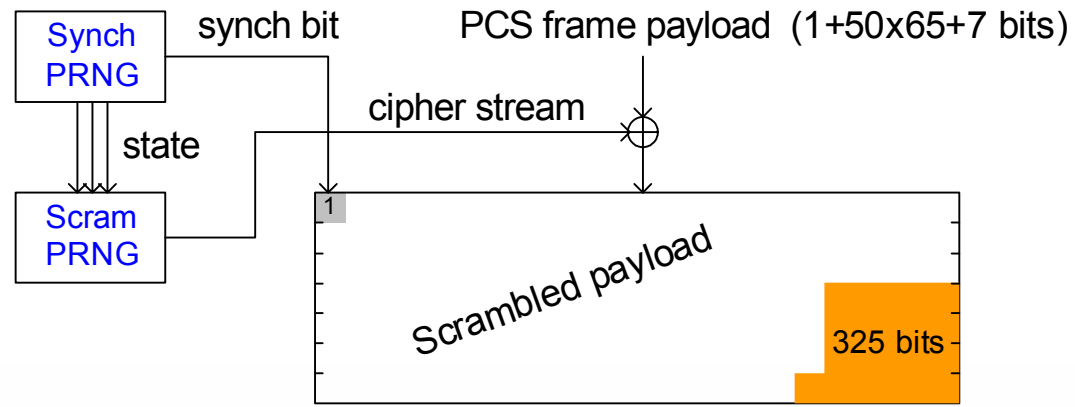 Synch
PRNG
synch bit
PCS frame payload (1+50x65+7 bits)
cipher stream
state
Scram
PRNG
1
Scrambled payload
325 bits